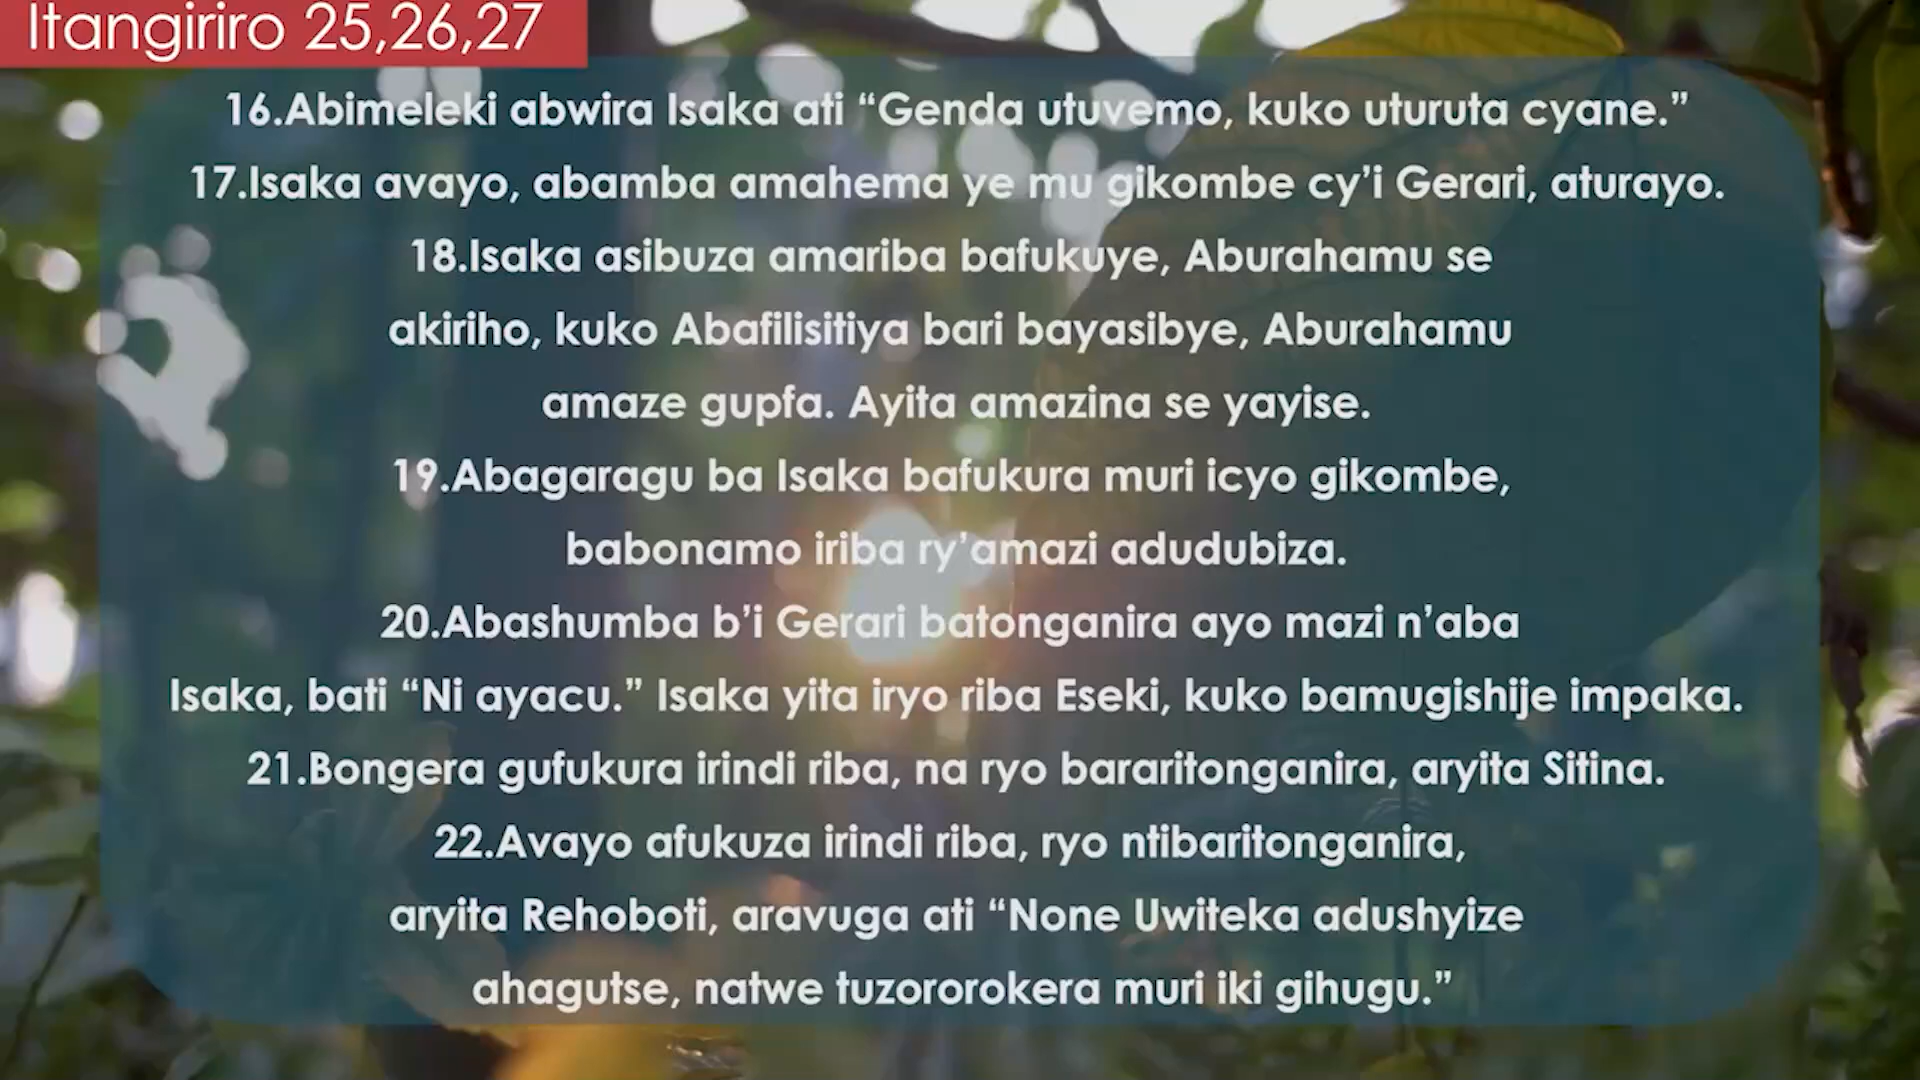 Itangiriro 25,26,27
16.Abimeleki abwira Isaka ati “Genda utuvemo, kuko uturuta cyane.”
17.Isaka avayo, abamba amahema ye mu gikombe cy’i Gerari, aturayo.
18.Isaka asibuza amariba bafukuye, Aburahamu se
akiriho, kuko Abafilisitiya bari bayasibye, Aburahamu
amaze gupfa. Ayita amazina se yayise.
19.Abagaragu ba Isaka bafukura muri icyo gikombe,
babonamo iriba ry’amazi adudubiza.
20.Abashumba b’i Gerari batonganira ayo mazi n’aba
Isaka, bati “Ni ayacu.” Isaka yita iryo riba Eseki, kuko bamugishije impaka.
21.Bongera gufukura irindi riba, na ryo bararitonganira, aryita Sitina.
22.Avayo afukuza irindi riba, ryo ntibaritonganira,
aryita Rehoboti, aravuga ati “None Uwiteka adushyize
ahagutse, natwe tuzororokera muri iki gihugu.”